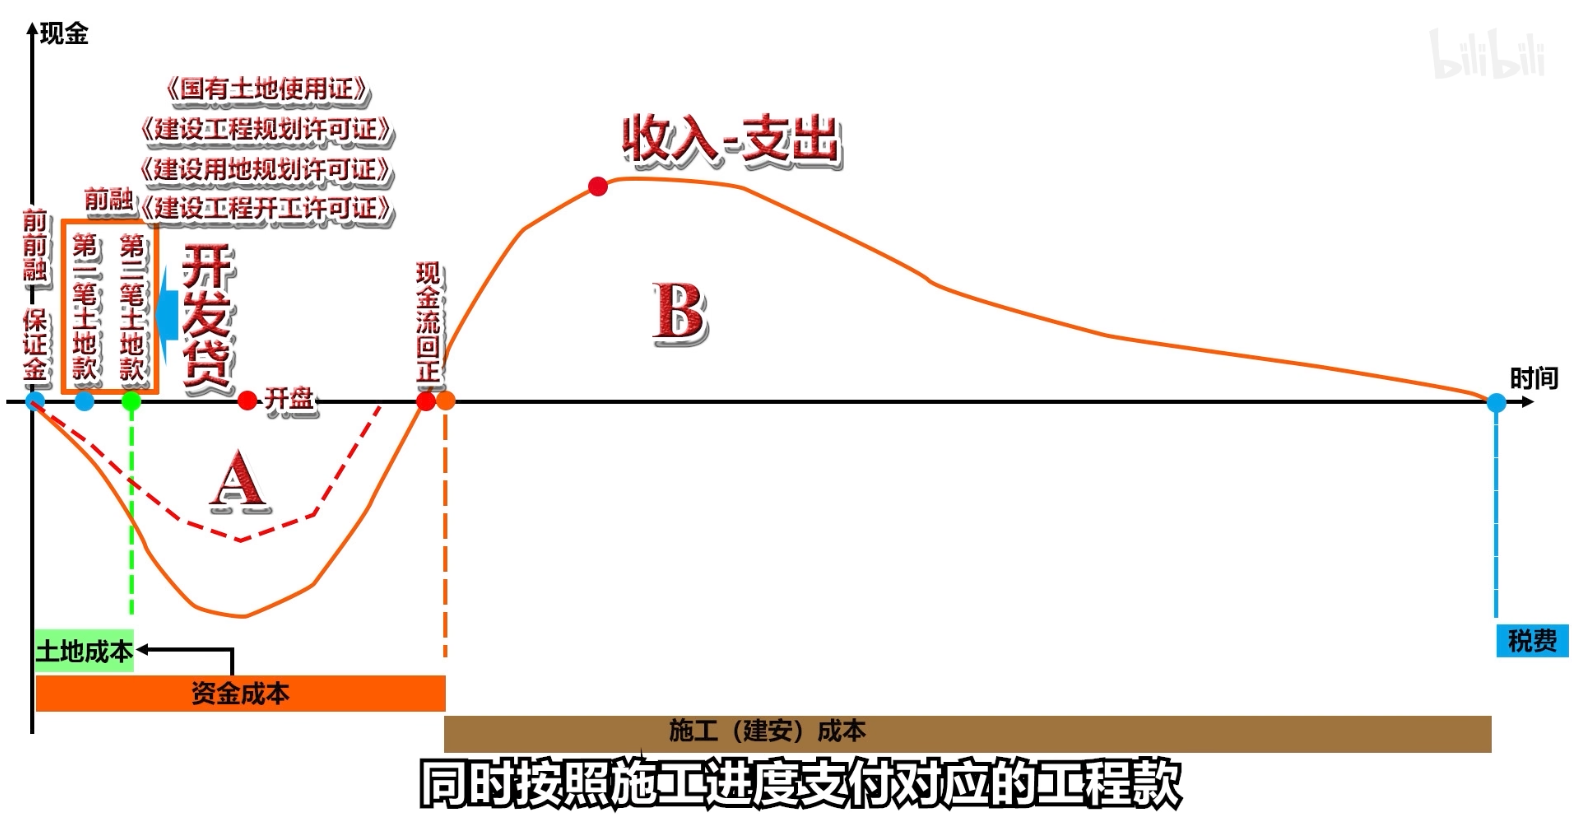 现金
bilibili
《国有土地使用证》
《建设工程规划许可证》
《建设用地规划许可证》
《建设工程开工许可证》
前融
前前融
保证金
第一笔土地款
第二笔土地款
开发贷
开盘
现金流回正
收入-支出
A
B
时间
土地成本
资金成本
施工（建安）成本
税费
同时按照施工进度支付对应的工程款